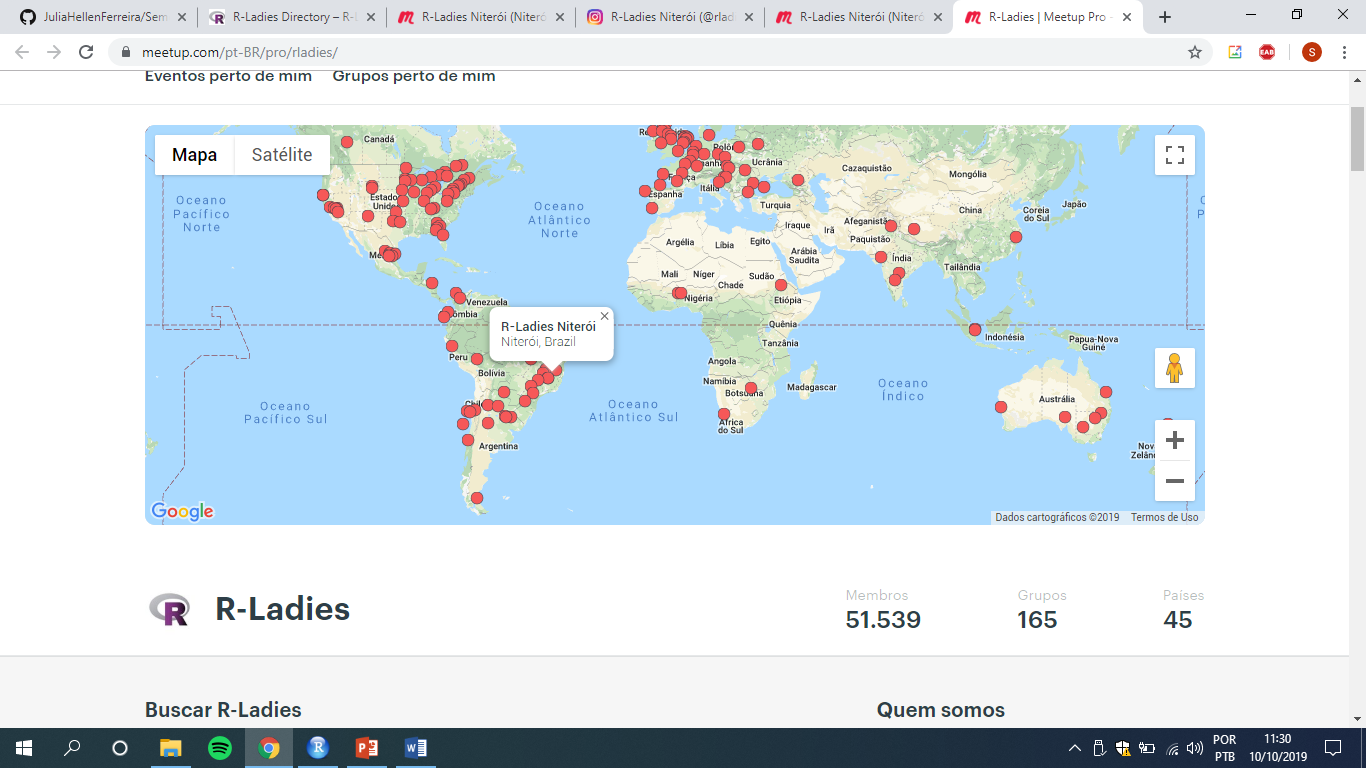 JuliaHellenFerreira/Sem
R-Ladies Directory – R-L
R-Ladies Niterói (Niteró
R-Ladies Niterói (@rlad
R-Ladies Niterói (Niteró
R-Ladies | Meetup Pro
meetup.com/pt-BR/pro/rladies/
EAB
S
Eventos perto de mim
Grupos perto de mim
Mapa
Satélite
Canadá
Oceano
Pacífico
Norte
Estado
Unido
Oceano
Atlântico
Norte
Ucrânia
Cazaquistão
Mongólia
Espanha
Itália
Turquia
China
Coreia
do Sul
Japão
Iraque
Irã
Afeganistão
Paquistão
Argélia
Líbia
Egito
Arábia
Saudita
Índia
Mali
Níger
Chade
Sudão
Tailândia
Nigéria
Etiópia
Venezuela
R-Ladies Niterói
Niterói, Brazil
Quênia
Indonésia
Papua-Nova
Guiné
Tanzânia
Peru
Bolívia
Angola
Namíbia
Botsuana
Madagascar
Oceano
Índico
Austrália
Oceano
Pacífico Sul
Oceano
Atlântico Sul
África
do Sul
Argentina
Google
Dados cartográficos ©2019
Termos de Uso
R
R-Ladies
Membros
51.539
Grupos
165
Países
45
Buscar R-Ladies
Quem somos
POR
PTB
11:30
10/10/2019